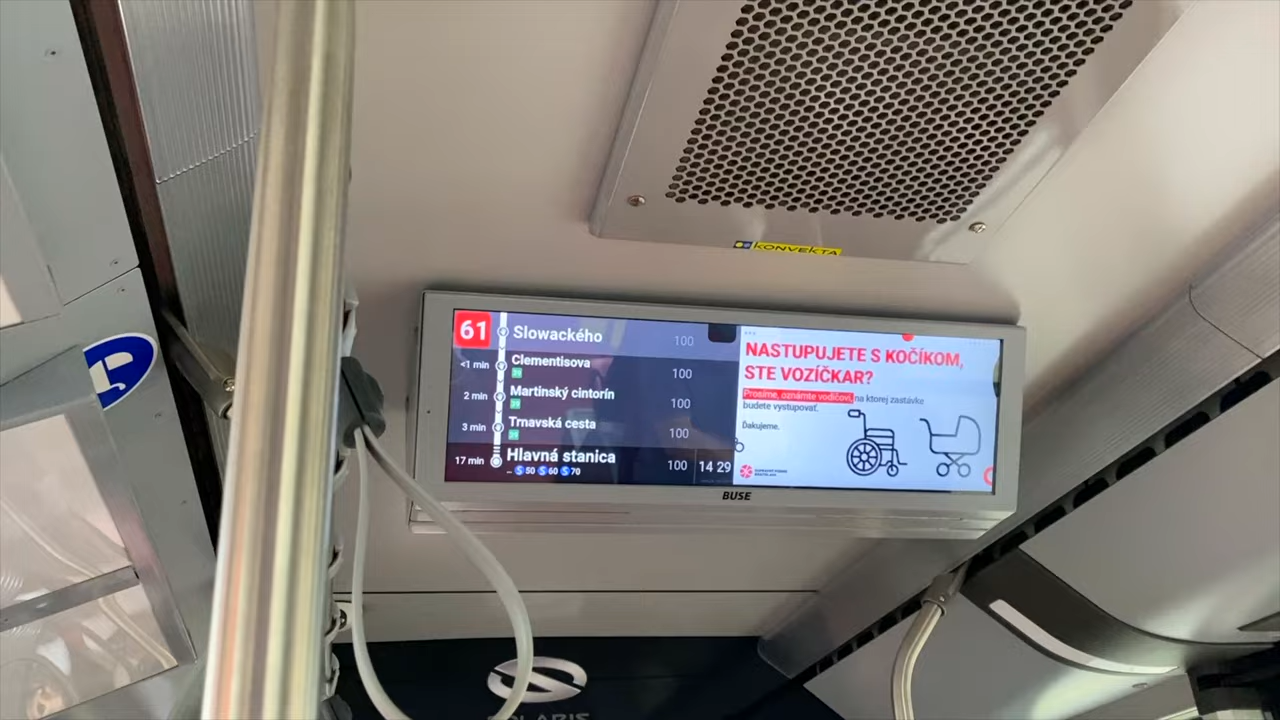 KONVEKTA
61
Slowackého
100
<1 min
Clementisova
100
2 min
Martinský cintorín
100
3 min
Trnavská cesta
100
17 min
Hlavná stanica
100
S50 S60 S70
14 29
NASTUPUJETE S KOČÍKOM,
STE VOZÍČKAR?
Prosíme, oznámte vodičovi, na ktorej zastávke
budete vystupovať.
Ďakujeme.
BUSE
SOLARIS